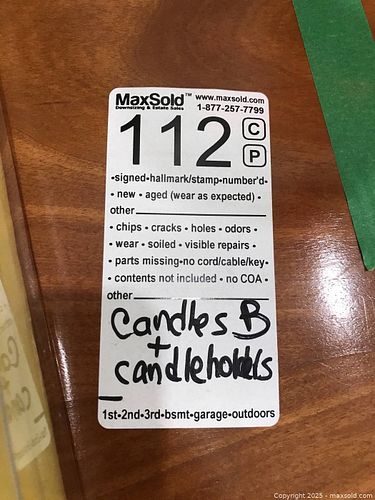 MaxSold™ www.maxsold.com
Downsizing & Estate Sales 1-877-257-7799
112 C
P
•signed•hallmark/stamp•number'd•
• new • aged (wear as expected) •
other
• chips • cracks • holes • odors •
• wear • soiled • visible repairs •
• parts missing•no cord/cable/key•
• contents not included • no COA •
other
Candles B
+
candleholders
1st•2nd•3rd•bsmt•garage•outdoors
Copyright 2025 - maxsold.com